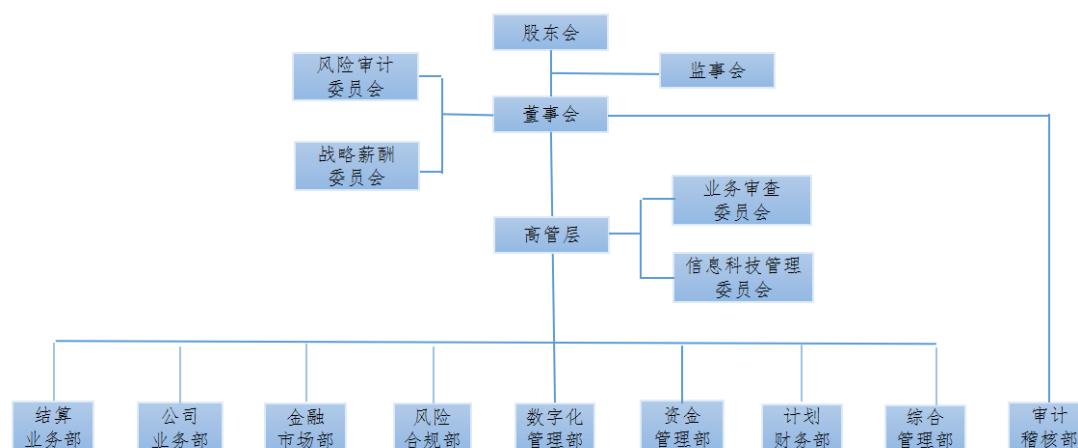 股东会
风险审计
委员会
监事会
董事会
战略薪酬
委员会
业务审查
委员会
高管层
信息科技管理
委员会
结算
业务部
公司
业务部
金融
市场部
风险
合规部
数字化
管理部
资金
管理部
计划
财务部
综合
管理部
审计
稽核部